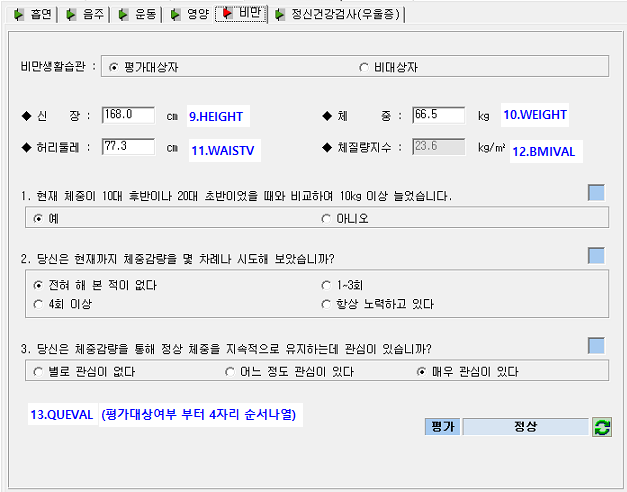 흡연 음주 운동 영양 비만 정신건강검사(우울증)
비만생활습관 : 평가대상자 비대상자
◆ 신 장 : 168.0 cm 9.HEIGHT ◆ 체 중 : 66.5 kg 10.WEIGHT
◆ 허리둘레 : 77.3 cm 11.WAISTV ◆ 체질량지수 : 23.6 kg/m² 12.BMIVAL
1. 현재 체중이 10대 후반이나 20대 초반이었을 때와 비교하여 10kg 이상 늘었습니다.
예 아니오
2. 당신은 현재까지 체중감량을 몇 차례나 시도해 보았습니까?
전혀 해 본 적이 없다 1~3회
4회 이상 항상 노력하고 있다
3. 당신은 체중감량을 통해 정상 체중을 지속적으로 유지하는데 관심이 있습니까?
별로 관심이 없다 어느 정도 관심이 있다 매우 관심이 있다
13.QUEVAL (평가대상여부 부터 4자리 순서나열)
평가 정상